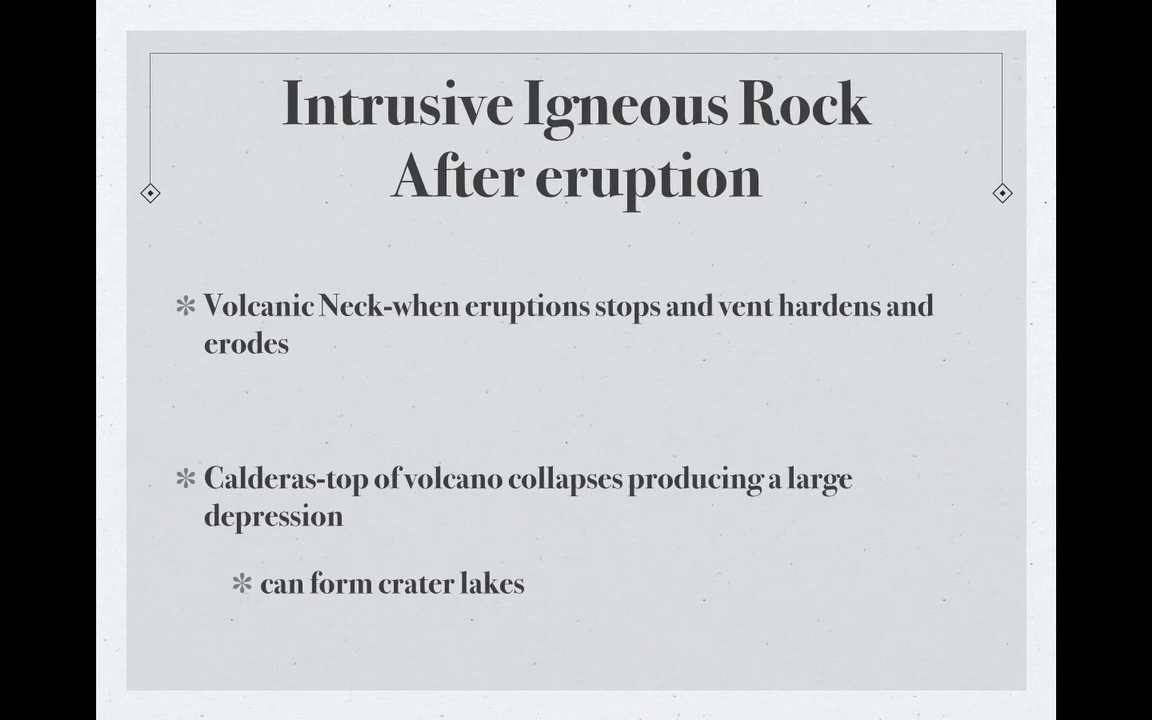 Intrusive Igneous Rock
After eruption
✻ Volcanic Neck-when eruptions stops and vent hardens and
erodes
✻ Calderas-top of volcano collapses producing a large
depression
✻ can form crater lakes